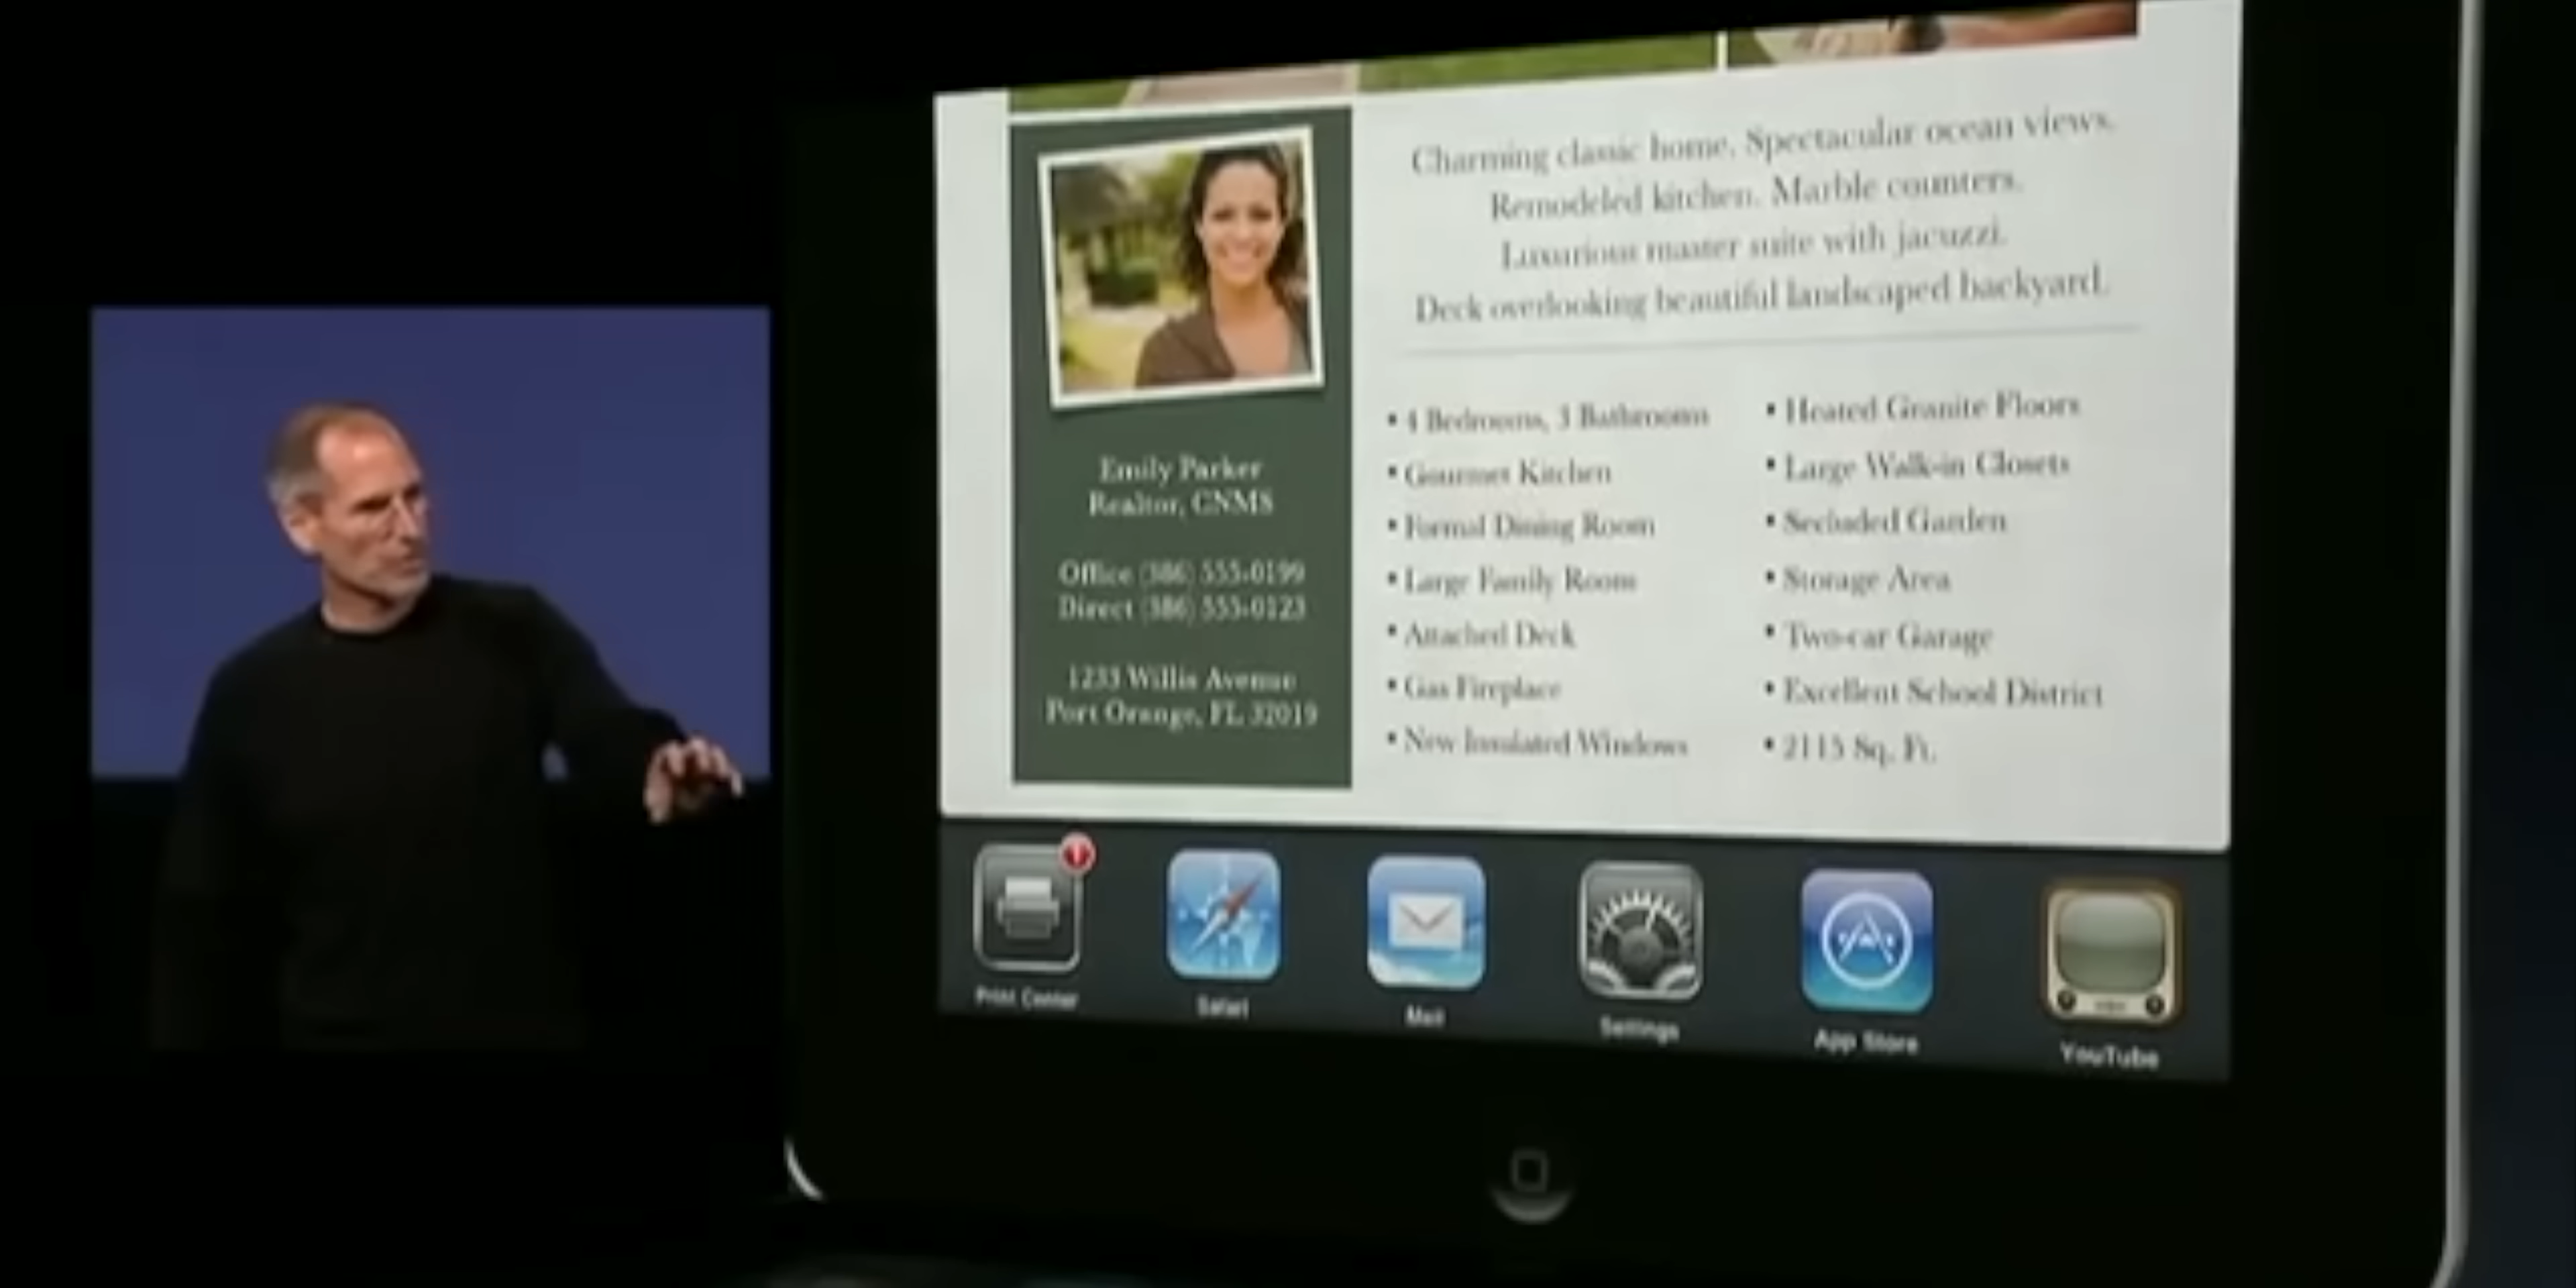 Charming classic home. Spectacular ocean views.
Remodeled kitchen. Marble counters.
Luxurious master suite with jacuzzi.
Deck overlooking beautiful landscaped backyard.
Emily Parker
Realtor, CNMS
Office (386) 555-0199
Direct (386) 555-0123
1233 Willis Avenue
Port Orange, FL 32019
• 4 Bedrooms, 3 Bathrooms
• Gourmet Kitchen
• Formal Dining Room
• Large Family Room
• Attached Deck
• Gas Fireplace
• New Insulated Windows
• Heated Granite Floors
• Large Walk-in Closets
• Secluded Garden
• Storage Area
• Two-car Garage
• Excellent School District
• 2115 Sq. Ft.
Print Center
Safari
Mail
Settings
App Store
YouTube